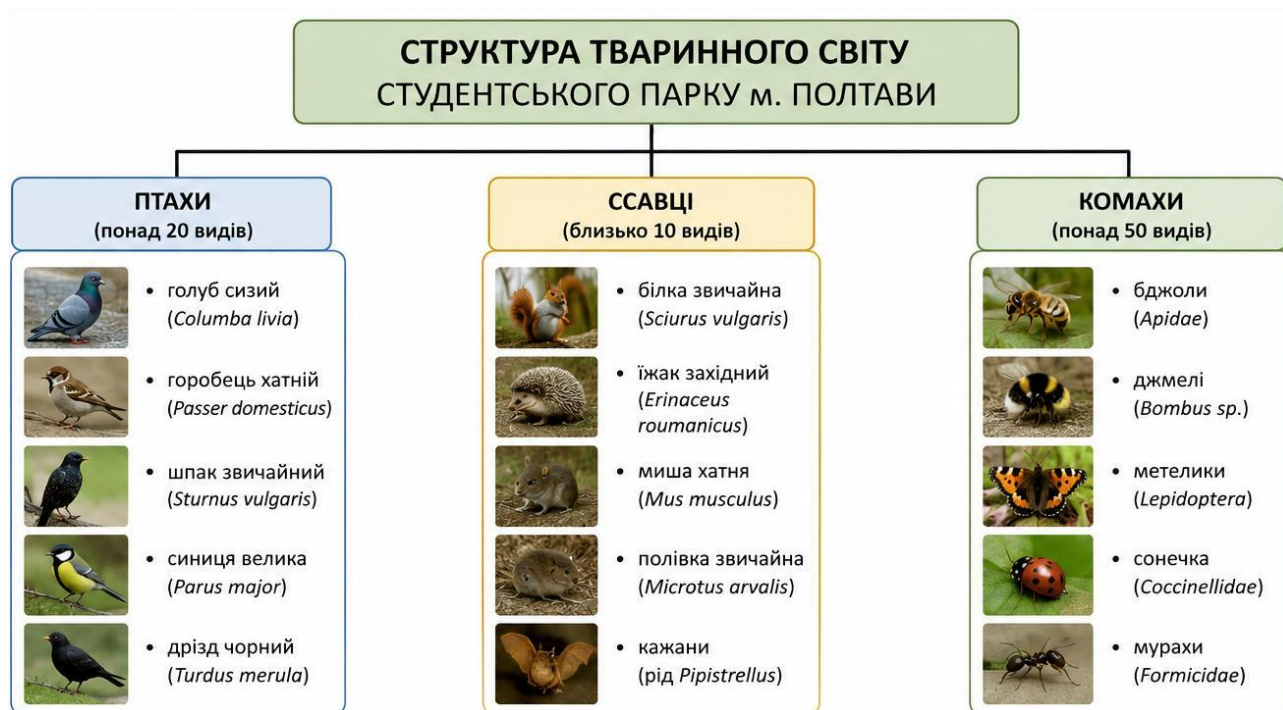 СТРУКТУРА ТВАРИННОГО СВІТУ
СТУДЕНТСЬКОГО ПАРКУ м. ПОЛТАВИ
ПТАХИ
(понад 20 видів)
• голуб сизий
(Columba livia)
• горобець хатній
(Passer domesticus)
• шпак звичайний
(Sturnus vulgaris)
• синиця велика
(Parus major)
• дрізд чорний
(Turdus merula)
ССАВЦІ
(близько 10 видів)
• білка звичайна
(Sciurus vulgaris)
• їжак західний
(Erinaceus
roumanicus)
• миша хатня
(Mus musculus)
• полівка звичайна
(Microtus arvalis)
• кажани
(рід Pipistrellus)
КОМАХИ
(понад 50 видів)
• бджоли
(Apidae)
• джмелі
(Bombus sp.)
• метелики
(Lepidoptera)
• сонечка
(Coccinellidae)
• мурахи
(Formicidae)